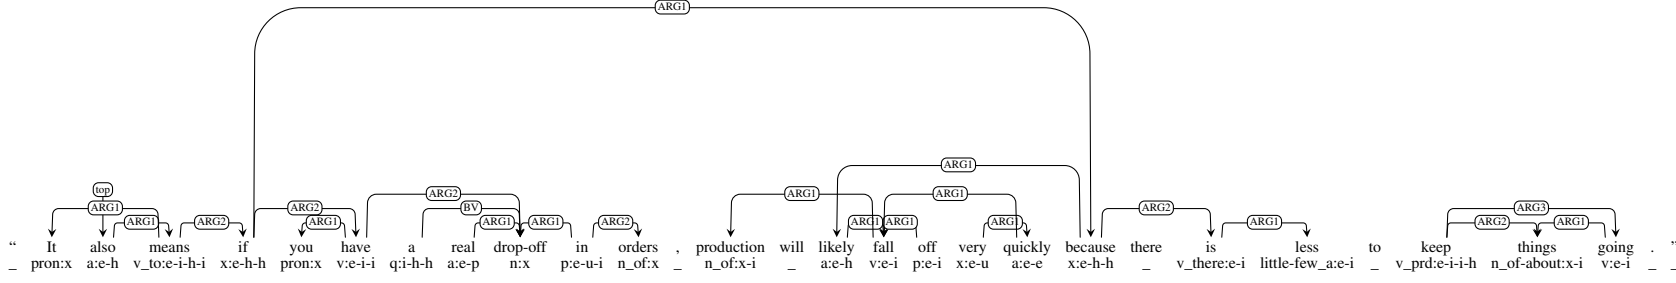 ARG1
ARG1
top
ARG2
ARG1
ARG1
ARG1
ARG2
BV
ARG2
ARG3
ARG1
ARG2
ARG1
ARG1
ARG1
ARG2
ARG1
ARG1
ARG1
ARG1
ARG2
ARG1
“ It also means if you have a real drop-off in orders , production will likely fall off very quickly because there is less to keep things going . ”
_ pron:x a:e-h v_to:e-i-h-i x:e-h-h pron:x v:e-i-i q:i-h-h a:e-p n:x p:e-u-i n_of:x _ n_of:x-i _ a:e-h v:e-i p:e-i x:e-u a:e-e x:e-h-h _ v_there:e-i little-few_a:e-i _ v_prd:e-i-i-h n_of-about:x-i v:e-i _ _